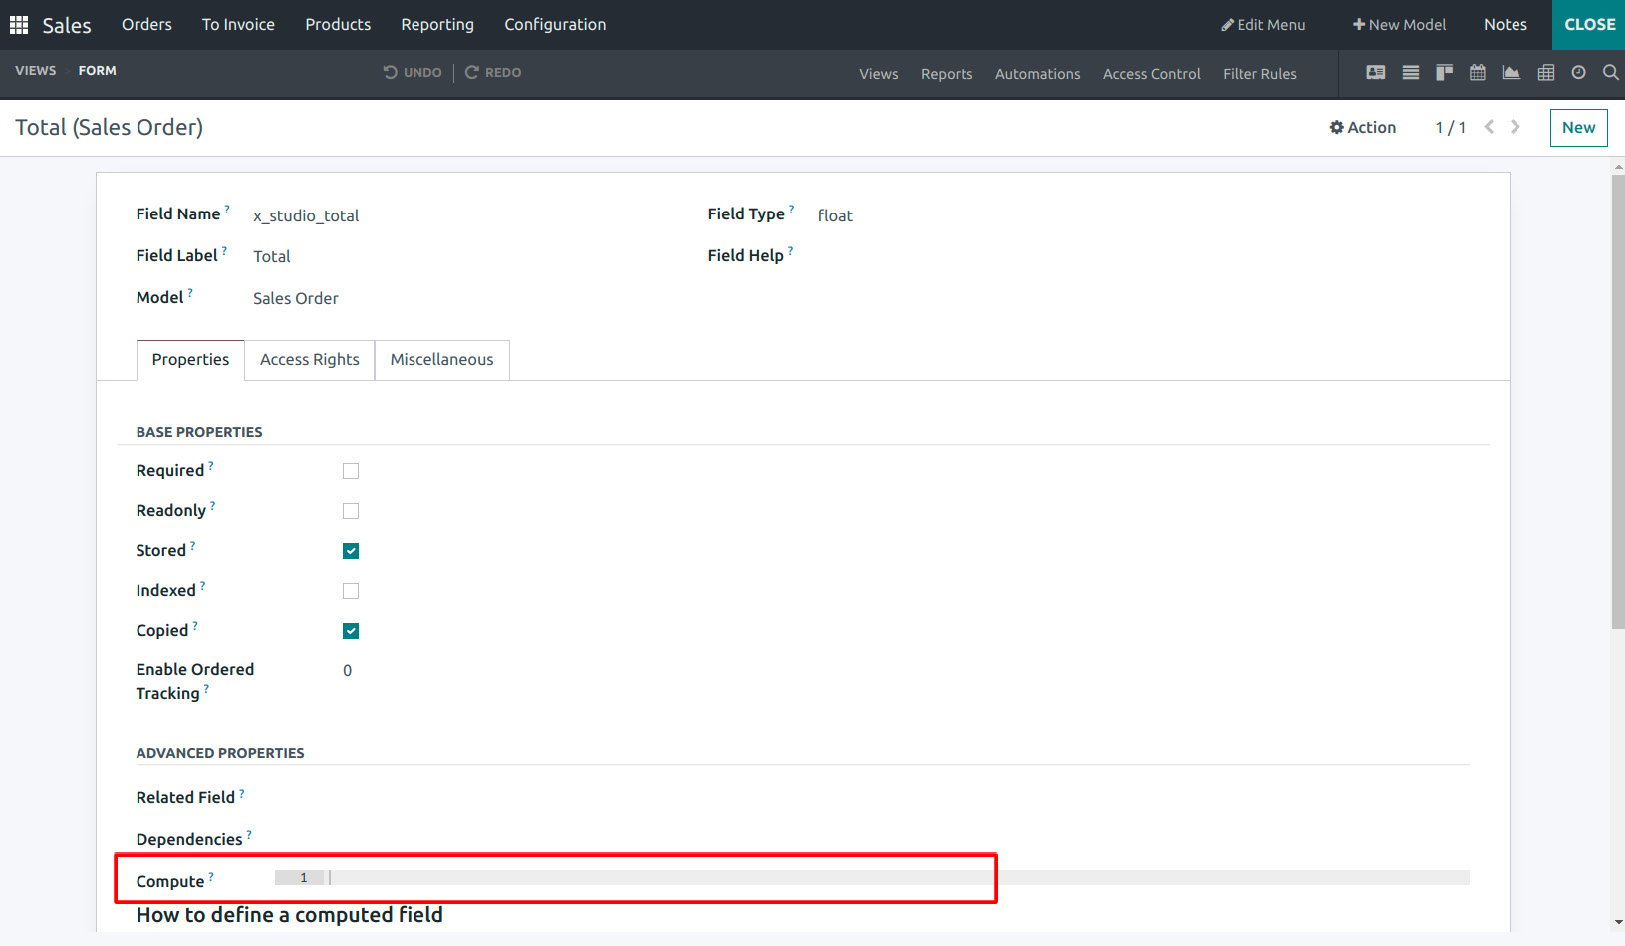 Sales Orders To Invoice Products Reporting Configuration Edit Menu New Model Notes CLOSE
VIEWS > FORM UNDO REDO Views Reports Automations Access Control Filter Rules
Total (Sales Order) Action 1 / 1 New
Field Name ? x_studio_total Field Type ? float
Field Label ? Total Field Help ?
Model ? Sales Order
Properties Access Rights Miscellaneous
BASE PROPERTIES
Required ?
Readonly ?
Stored ?
Indexed ?
Copied ?
Enable Ordered 0
Tracking ?
ADVANCED PROPERTIES
Related Field ?
Dependencies ?
Compute ? 1
How to define a computed field